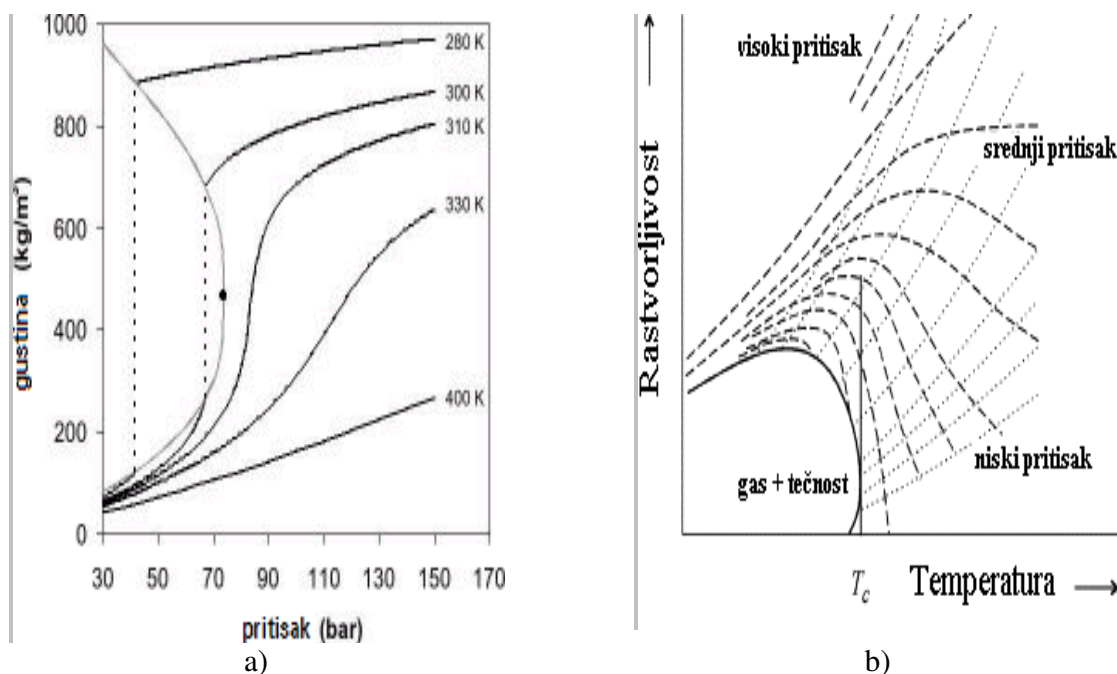 1000
800
600
400
200
0
gustina (kg/m³)
280 K
300 K
310 K
330 K
400 K
30 50 70 90 110 130 150 170
pritisak (bar)
a)
Rastvorljivost
visoki pritisak
srednji pritisak
niski pritisak
gas + tečnost
Tc Temperatura
b)